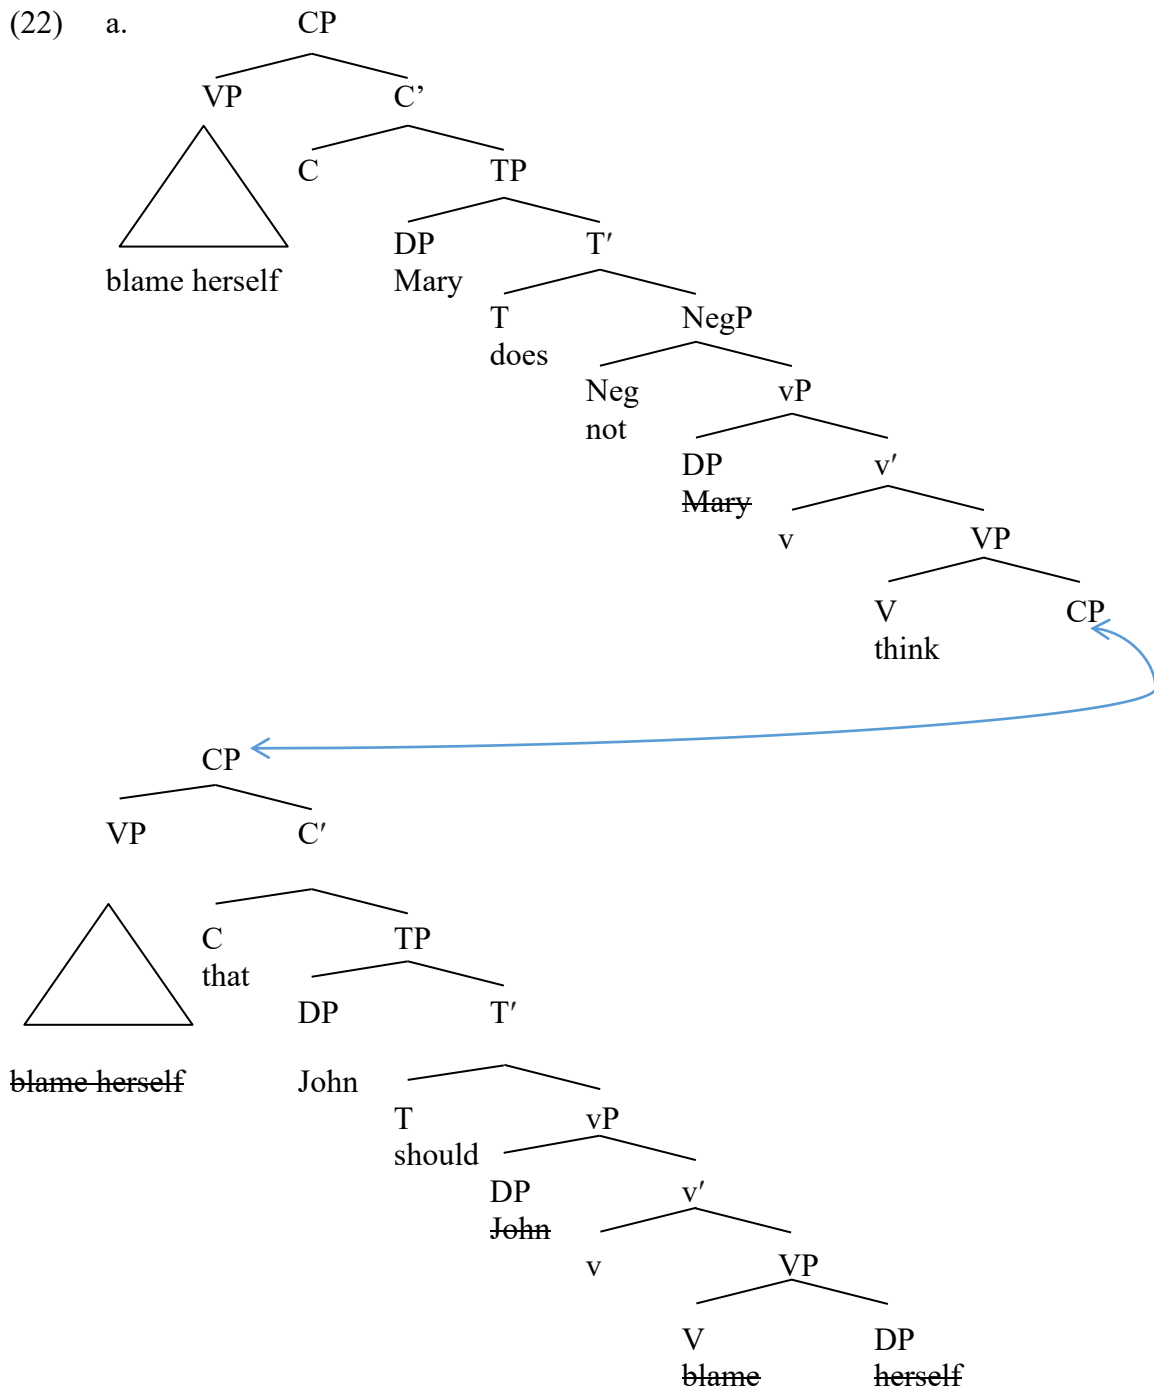 (22) a. CP
VP C’
C TP
blame herself
DP T′
Mary
T NegP
does
Neg vP
not
DP v′
Mary
v VP
V CP
think
CP
VP C′
C TP
that
DP T′
blame herself John
T vP
should
DP v′
John
v VP
V DP
blame herself